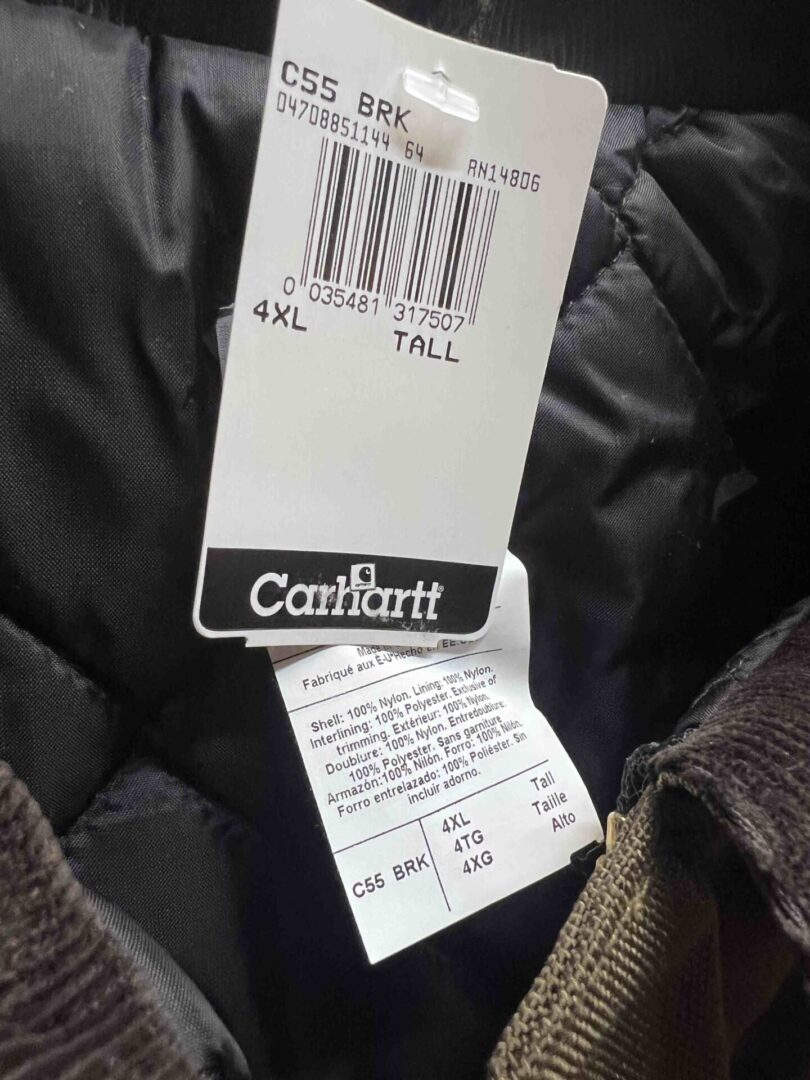 C55 BRK
04708851144 64 RN14806
0 035481 317507
4XL TALL
Carhartt
Made
Fabriqué aux É-U Hecho EE.
Shell: 100% Nylon. Lining: 100% Nylon.
Interlining: 100% Polyester. Exclusive of
trimming. Extérieur: 100% Nylon.
Doublure: 100% Nylon. Entredoublure:
100% Polyester. Sans garniture
Armazón:100% Nilón. Forro: 100% Nilón.
Forro entrelazado: 100% Poliéster. Sin
incluir adorno.
C55 BRK
4XL Tall
4TG Taille
4XG Alto